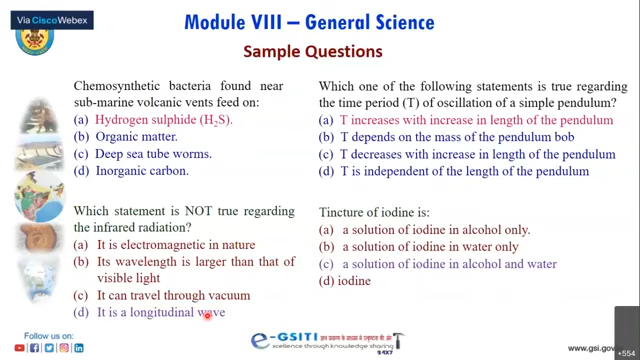 Via Cisco Webex
Module VIII – General Science
Sample Questions
Chemosynthetic bacteria found near
sub-marine volcanic vents feed on:
(a) Hydrogen sulphide (H₂S).
(b) Organic matter.
(c) Deep sea tube worms.
(d) Inorganic carbon.
Which statement is NOT true regarding
the infrared radiation?
(a) It is electromagnetic in nature
(b) Its wavelength is larger than that of
visible light
(c) It can travel through vacuum
(d) It is a longitudinal wave
Which one of the following statements is true regarding
the time period (T) of oscillation of a simple pendulum?
(a) T increases with increase in length of the pendulum
(b) T depends on the mass of the pendulum bob
(c) T decreases with increase in length of the pendulum
(d) T is independent of the length of the pendulum
Tincture of iodine is:
(a) a solution of iodine in alcohol only.
(b) a solution of iodine in water only
(c) a solution of iodine in alcohol and water
(d) iodine
Follow us on:
e-GSITI
excellence through knowledge sharing
24X7
www.gsi.go
+554